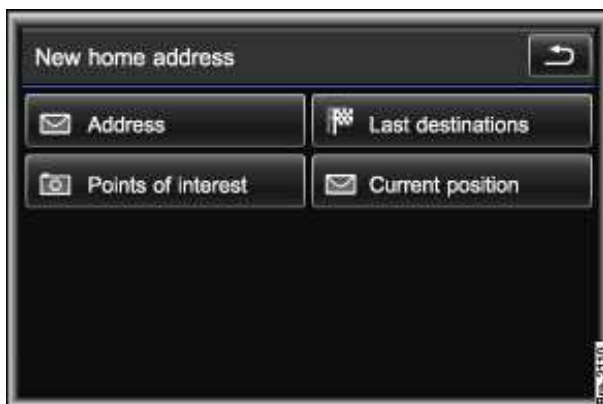 New home address
Address
Last destinations
Points of interest
Current position